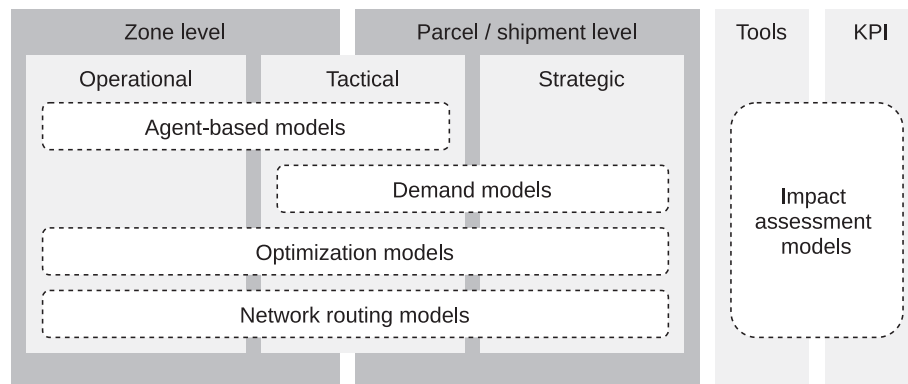 Zone level
Parcel / shipment level
Tools
KPI
Operational
Tactical
Strategic
Agent-based models
Demand models
Impact
assessment
models
Optimization models
Network routing models